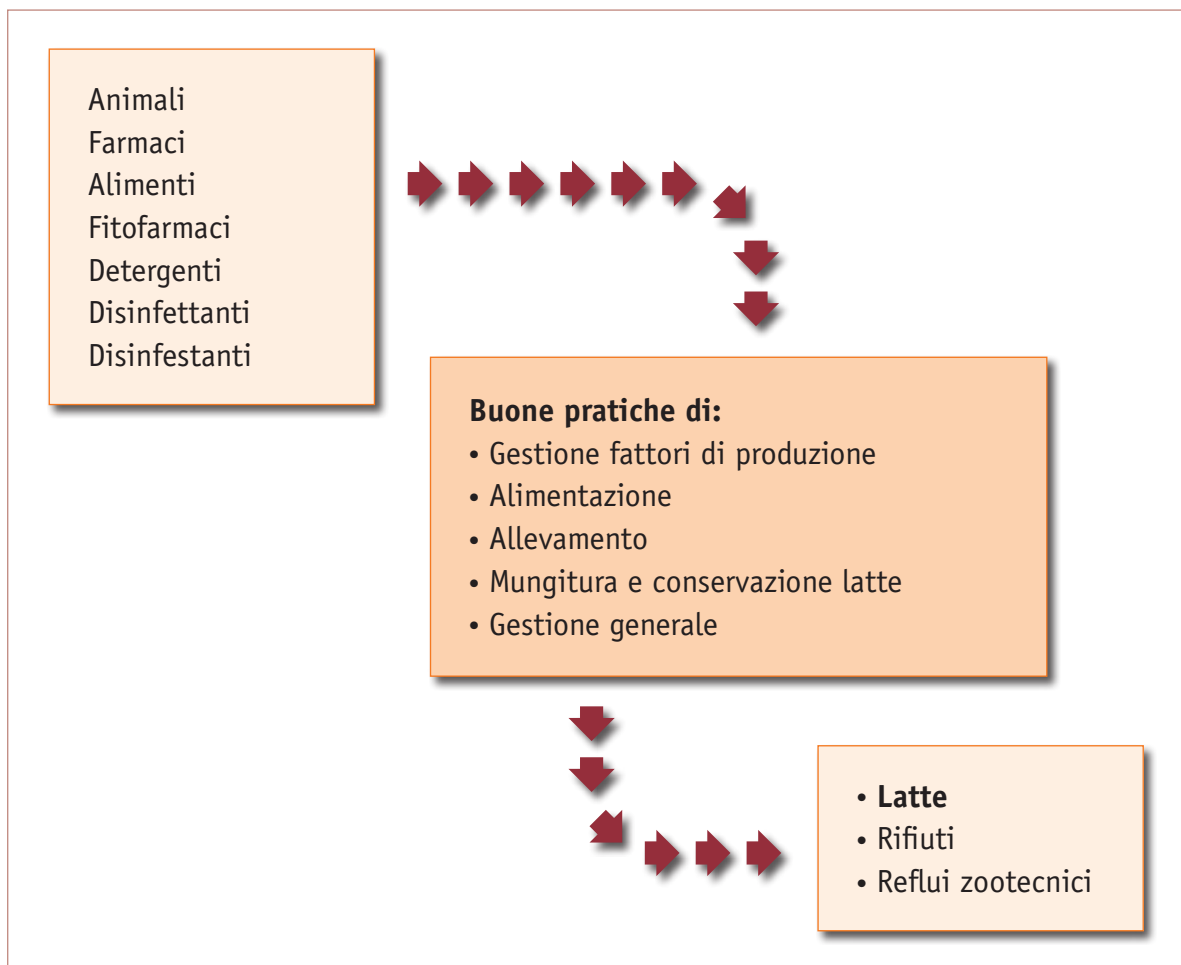 Animali
Farmaci
Alimenti
Fitofarmaci
Detergenti
Disinfettanti
Disinfestanti
Buone pratiche di:
• Gestione fattori di produzione
• Alimentazione
• Allevamento
• Mungitura e conservazione latte
• Gestione generale
• Latte
• Rifiuti
• Reflui zootecnici